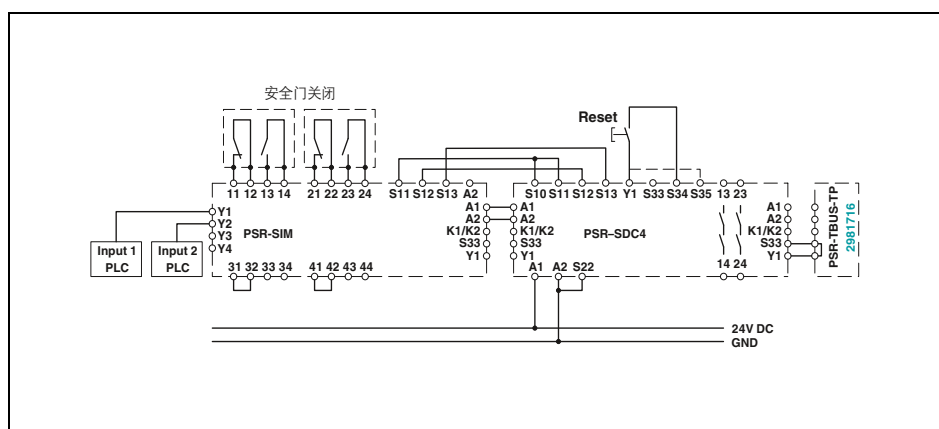 安全门关闭
Reset
11 12 13 14 21 22 23 24 S11 S12 S13 A2 S10 S11 S12 S13 Y1 S33 S34 S35 13 23
Y1 A1 A1 A1
Y2 A2 A2 A2
Y3 PSR-SIM K1/K2 K1/K2 PSR–SDC4 K1/K2
Y4 S33 S33 S33
Y1 Y1 Y1
Input 1
PLC
Input 2
PLC
31 32 33 34 41 42 43 44
14 24
A1 A2 S22
PSR-TBUS-TP
2981716
24V DC
GND